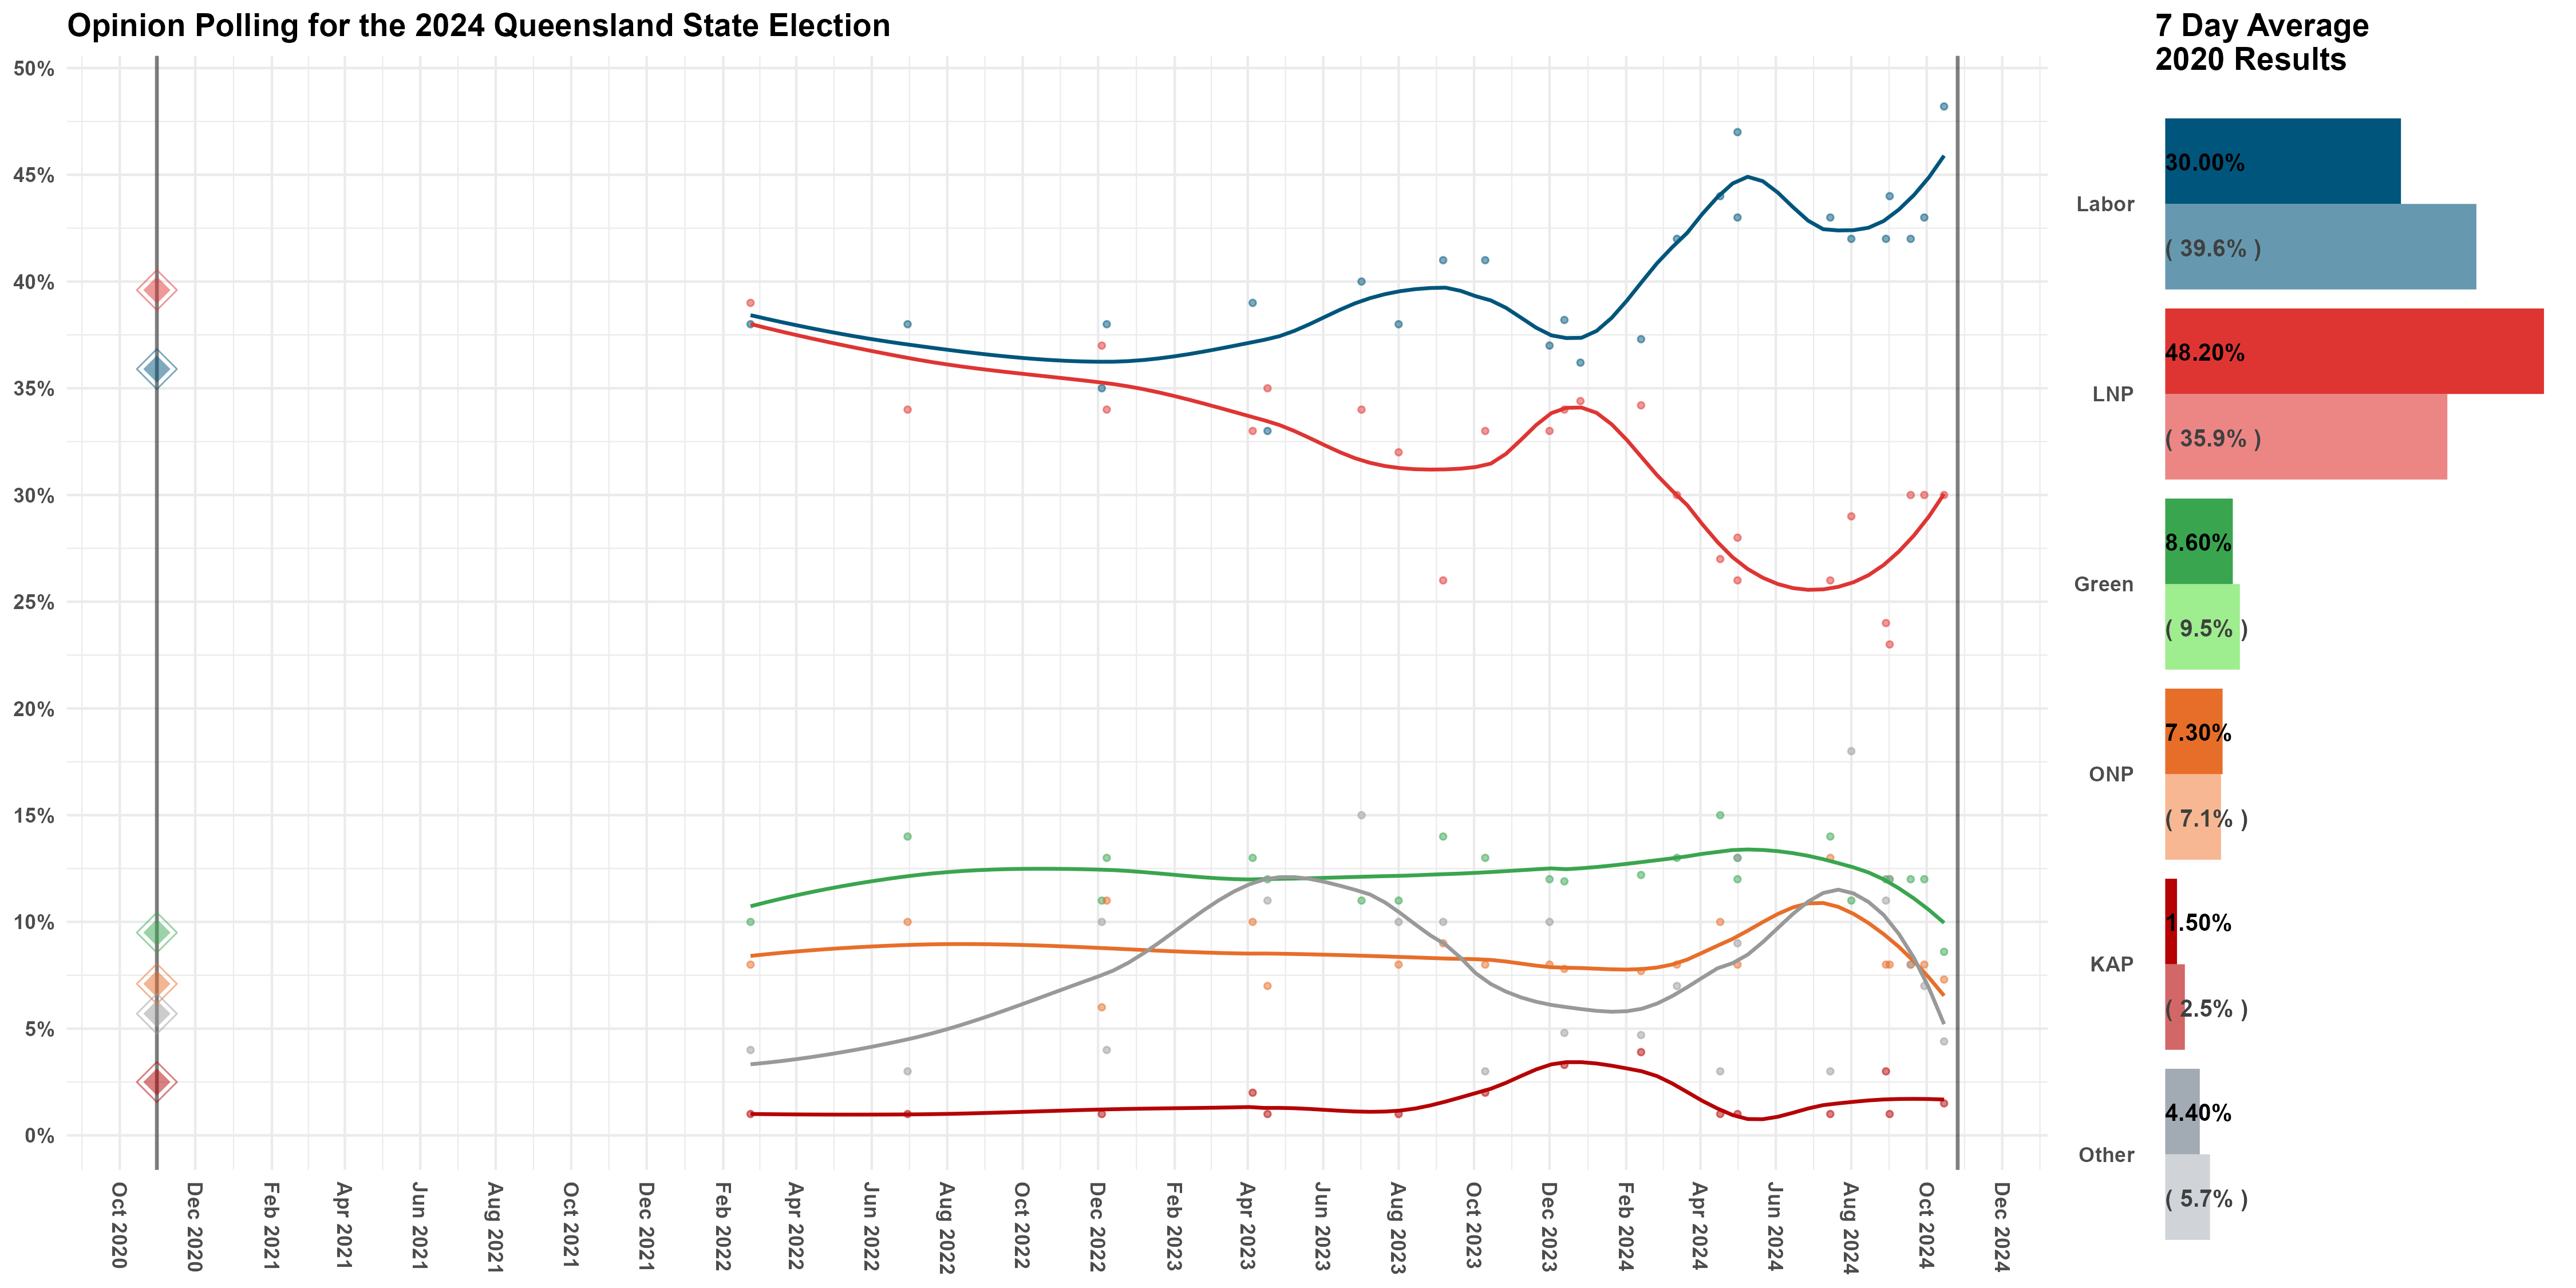 Opinion Polling for the 2024 Queensland State Election
50%
45%
40%
35%
30%
25%
20%
15%
10%
5%
0%
Oct 2020
Dec 2020
Feb 2021
Apr 2021
Jun 2021
Aug 2021
Oct 2021
Dec 2021
Feb 2022
Apr 2022
Jun 2022
Aug 2022
Oct 2022
Dec 2022
Feb 2023
Apr 2023
Jun 2023
Aug 2023
Oct 2023
Dec 2023
Feb 2024
Apr 2024
Jun 2024
Aug 2024
Oct 2024
Dec 2024
7 Day Average
2020 Results
Labor
30.00%
( 39.6% )
LNP
48.20%
( 35.9% )
Green
8.60%
( 9.5% )
ONP
7.30%
( 7.1% )
KAP
1.50%
( 2.5% )
Other
4.40%
( 5.7% )